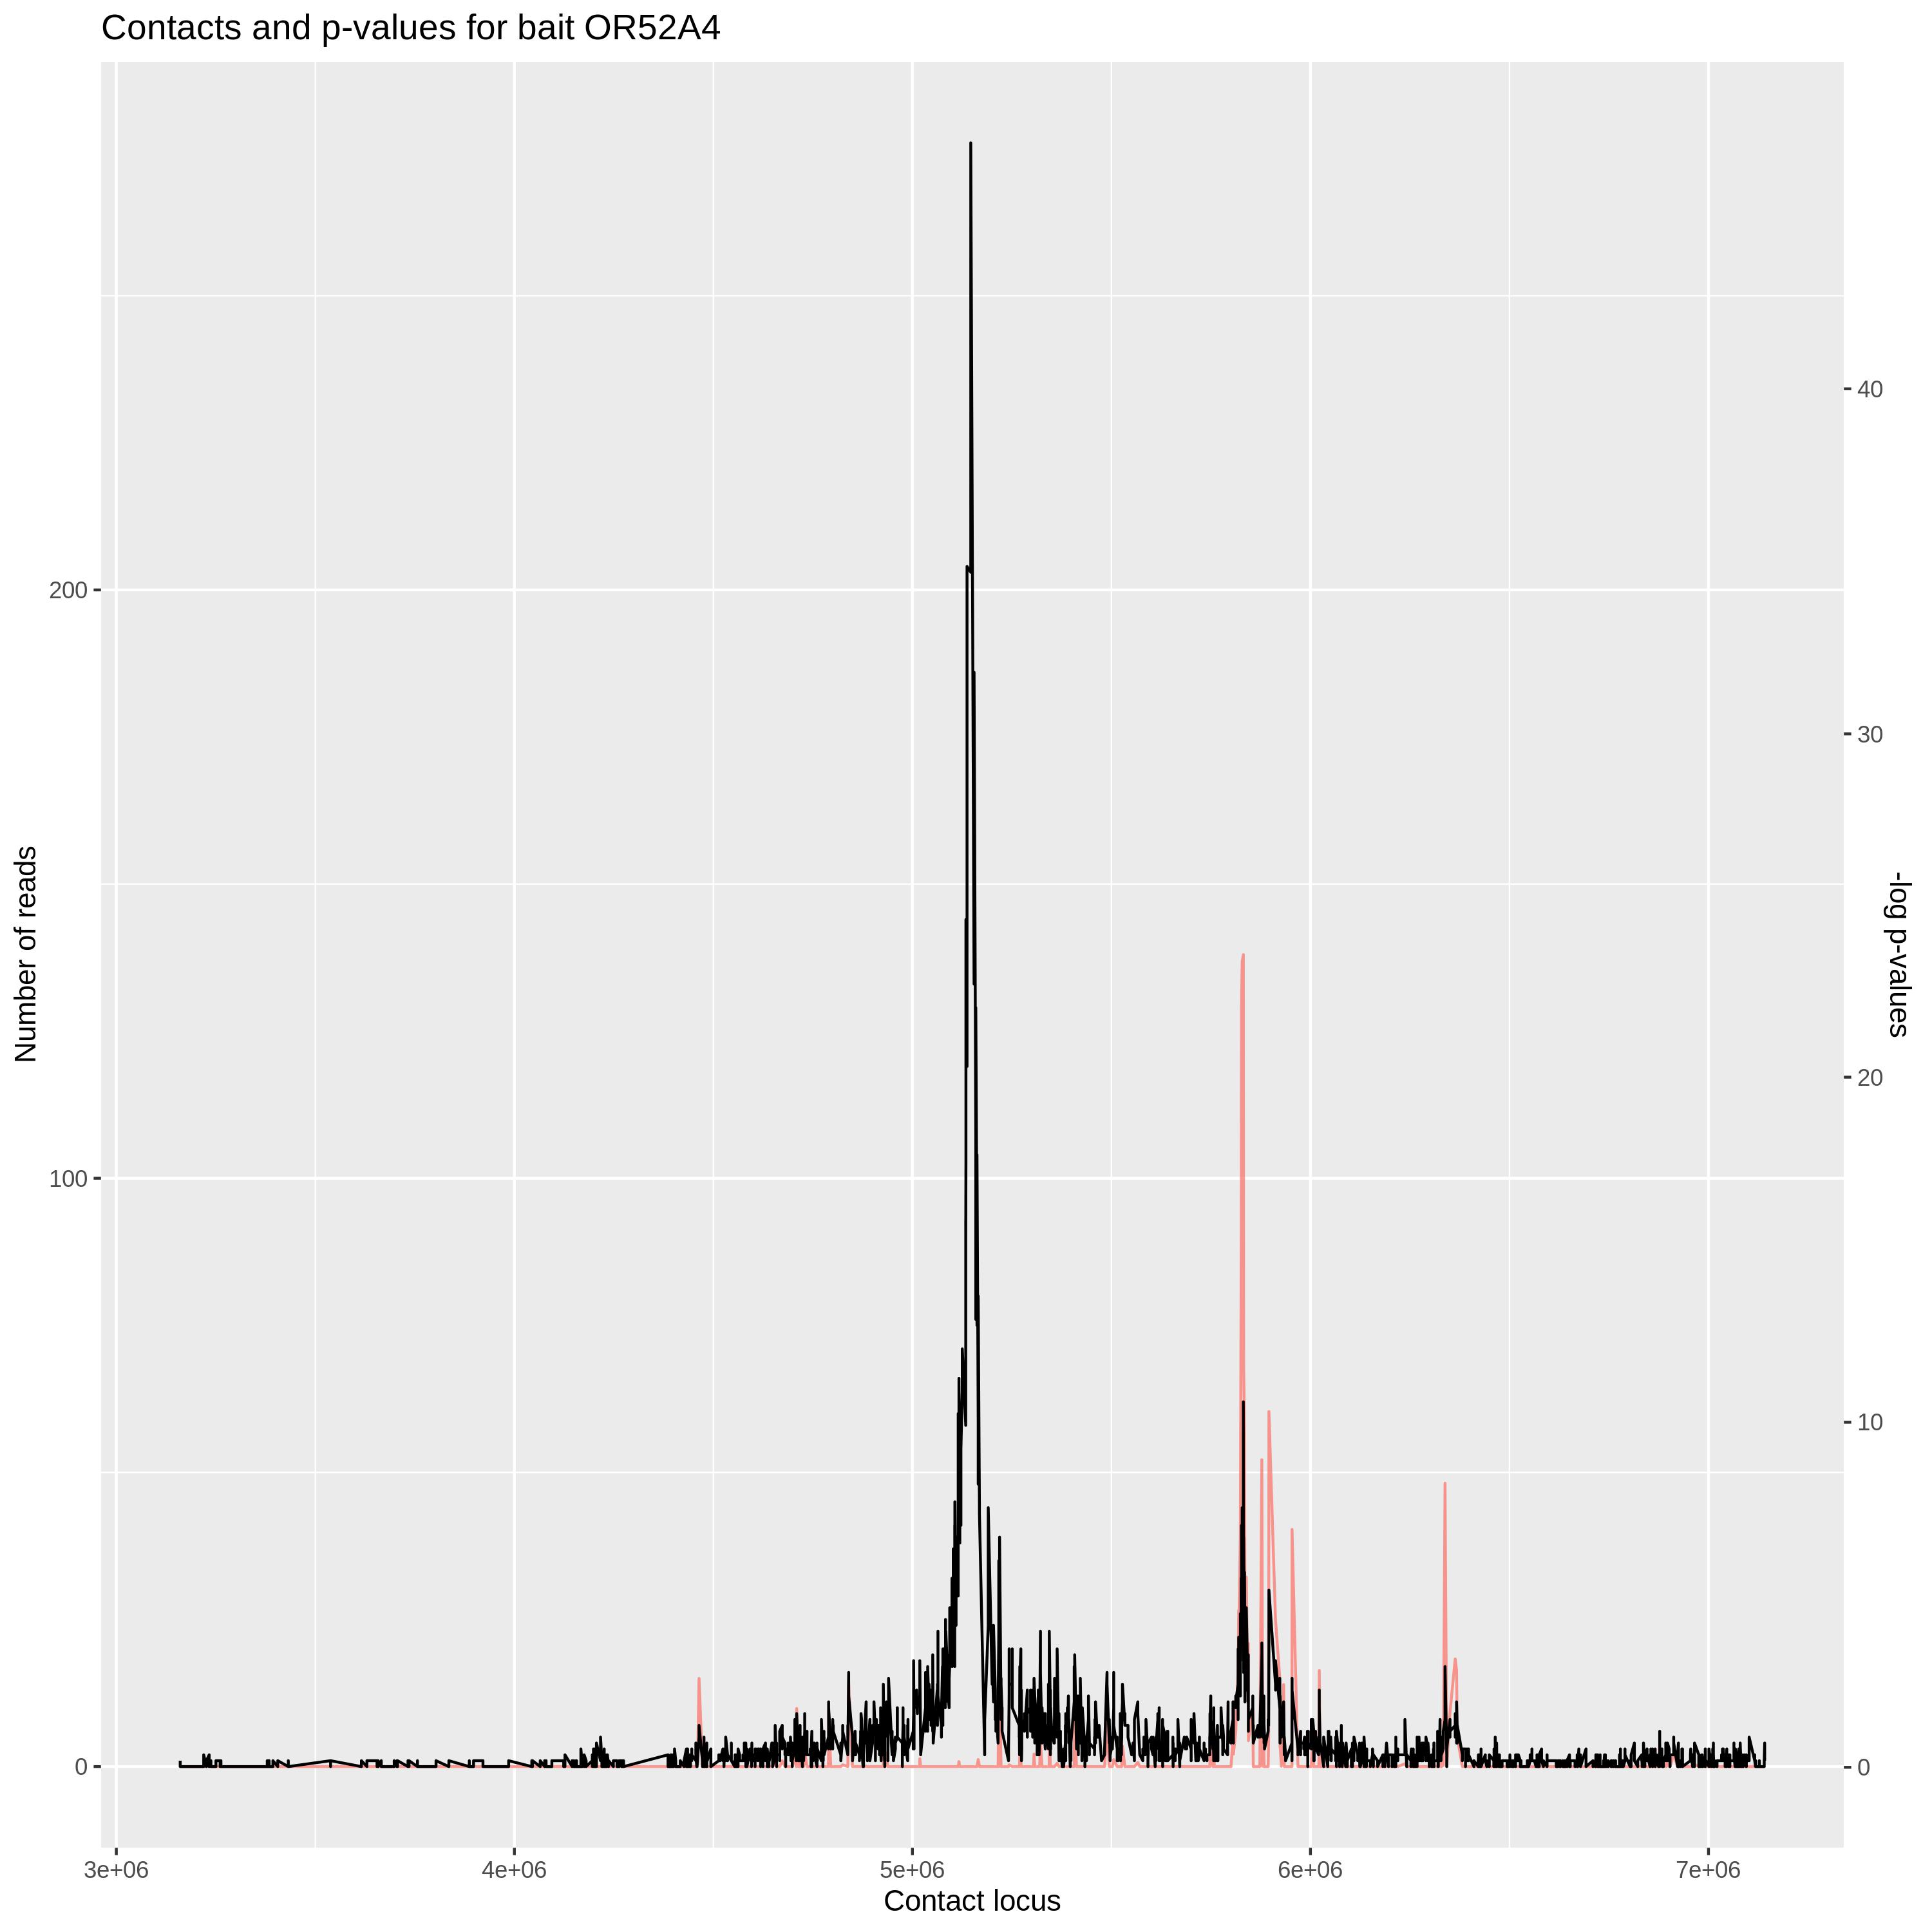 Contacts and p-values for bait OR52A4
Number of reads
200
100
0
40
30
20
10
0
-log p-values
3e+06 4e+06 5e+06 6e+06 7e+06
Contact locus